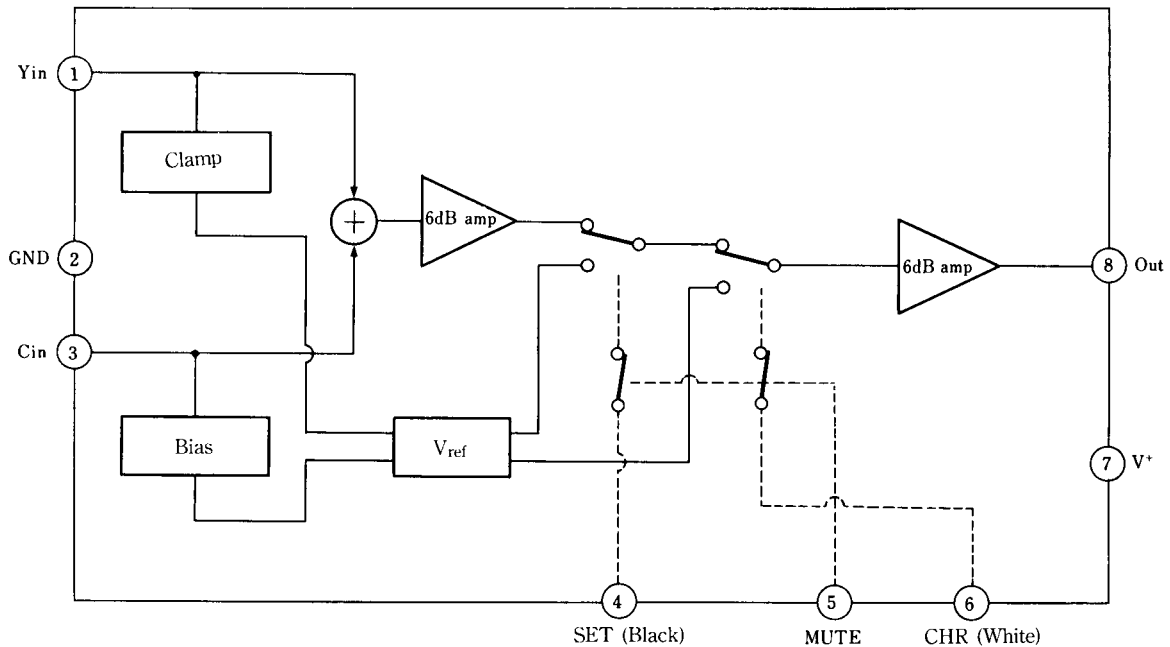 Yin 1
Clamp
6dB amp
+
GND 2
6dB amp
8 Out
Cin 3
Bias
Vref
7 V+
4
5
6
SET (Black)
MUTE
CHR (White)